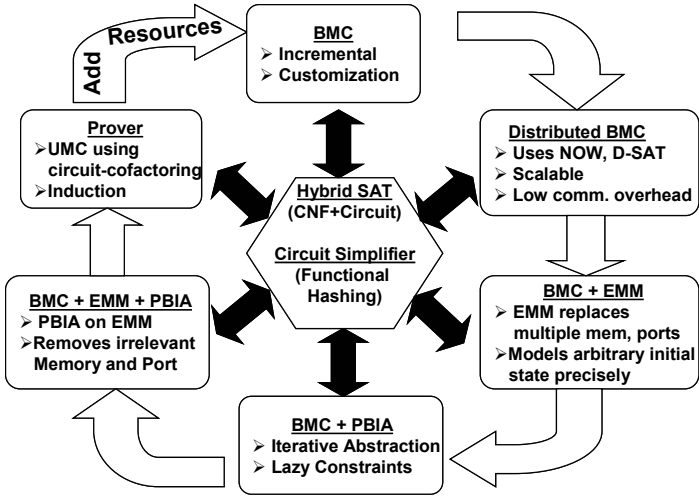 Add Resources
BMC
➢ Incremental
➢ Customization
Distributed BMC
➢ Uses NOW, D-SAT
➢ Scalable
➢ Low comm. overhead
BMC + EMM
➢ EMM replaces
multiple mem, ports
➢ Models arbitrary initial
state precisely
BMC + PBIA
➢ Iterative Abstraction
➢ Lazy Constraints
BMC + EMM + PBIA
➢ PBIA on EMM
➢ Removes irrelevant
Memory and Port
Prover
➢ UMC using
circuit-cofactoring
➢ Induction
Hybrid SAT
(CNF+Circuit)
Circuit Simplifier
(Functional
Hashing)